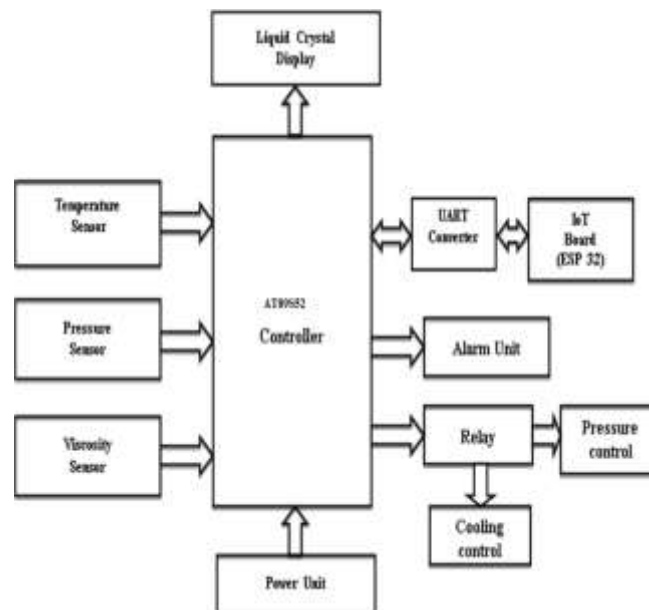 Liquid Crystal
Display
Temperature
Sensor
UART
Converter
IoT
Board
(ESP 32)
AT89S52
Controller
Pressure
Sensor
Alarm Unit
Viscosity
Sensor
Relay
Pressure
control
Cooling
control
Power Unit